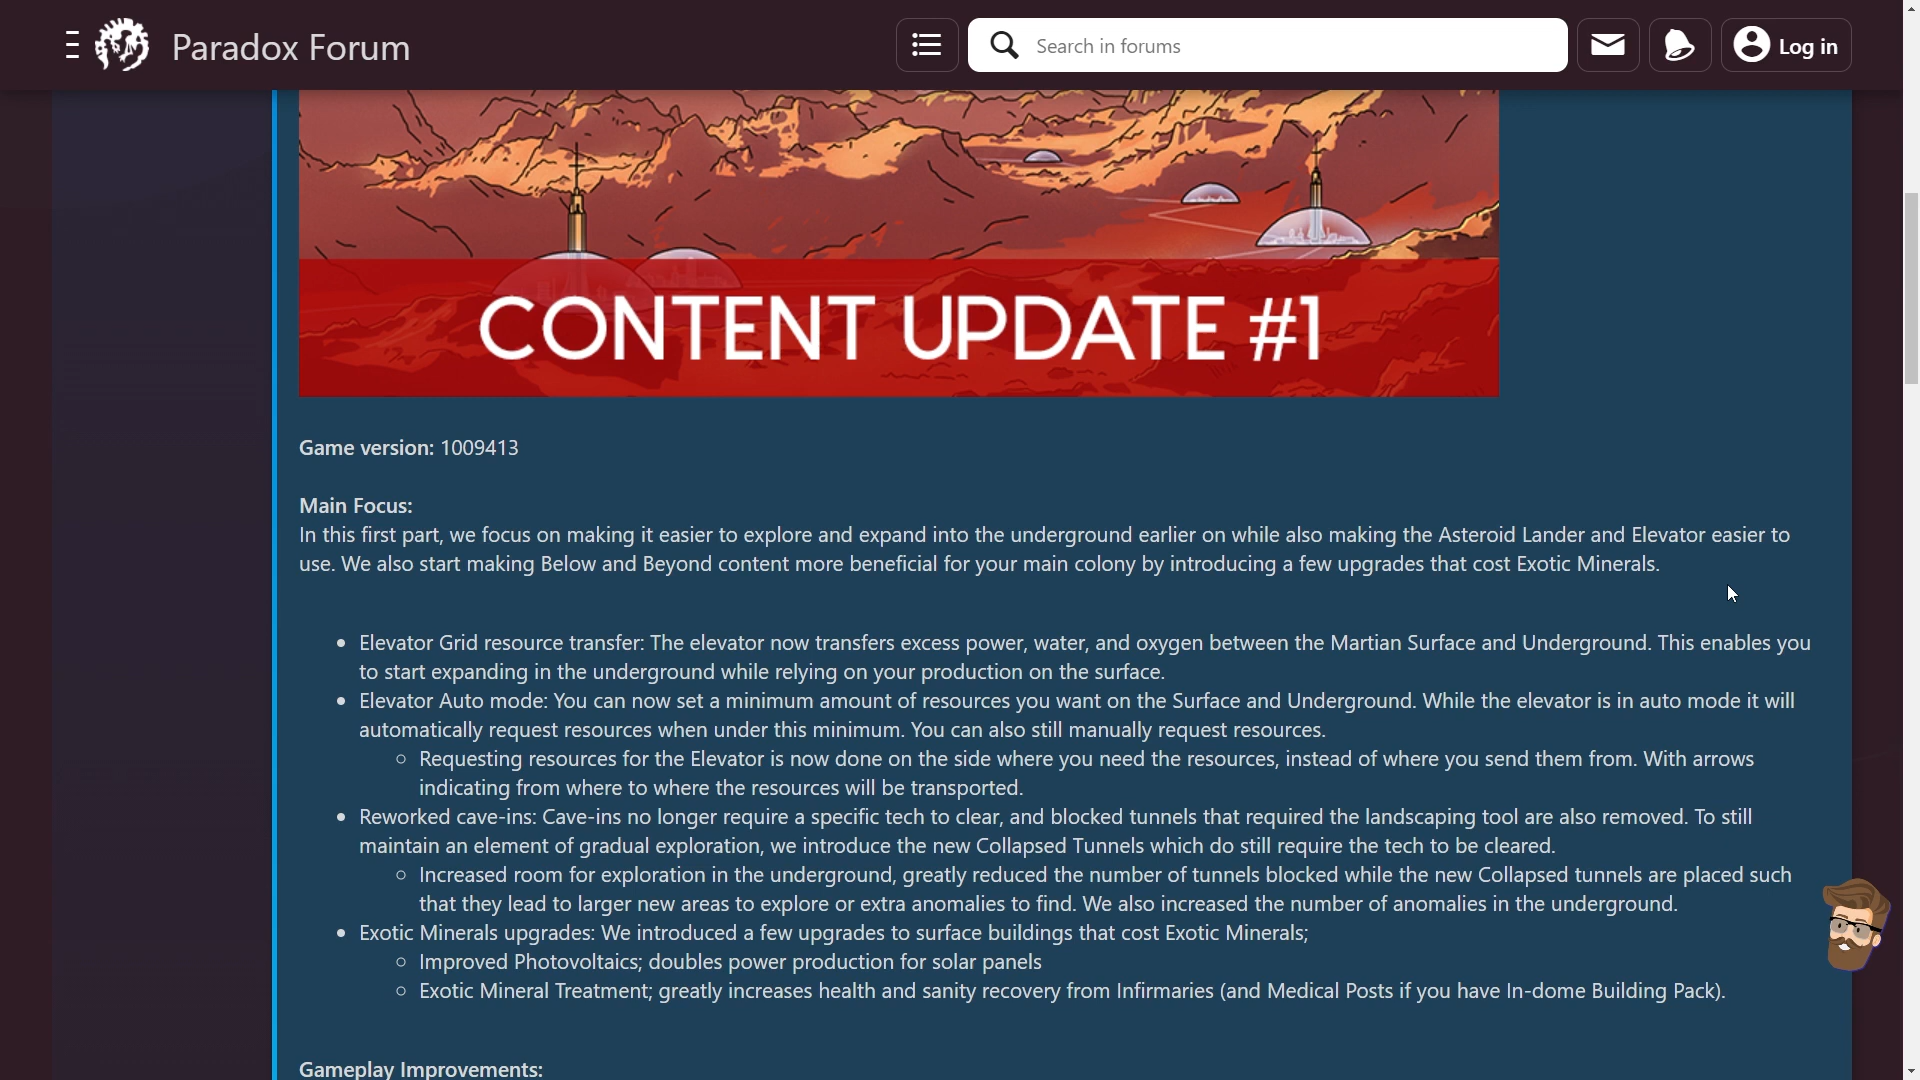 Paradox Forum
Search in forums
Log in
CONTENT UPDATE #1
Game version: 1009413
Main Focus:
In this first part, we focus on making it easier to explore and expand into the underground earlier on while also making the Asteroid Lander and Elevator easier to
use. We also start making Below and Beyond content more beneficial for your main colony by introducing a few upgrades that cost Exotic Minerals.
• Elevator Grid resource transfer: The elevator now transfers excess power, water, and oxygen between the Martian Surface and Underground. This enables you
to start expanding in the underground while relying on your production on the surface.
• Elevator Auto mode: You can now set a minimum amount of resources you want on the Surface and Underground. While the elevator is in auto mode it will
automatically request resources when under this minimum. You can also still manually request resources.
○ Requesting resources for the Elevator is now done on the side where you need the resources, instead of where you send them from. With arrows
indicating from where to where the resources will be transported.
• Reworked cave-ins: Cave-ins no longer require a specific tech to clear, and blocked tunnels that required the landscaping tool are also removed. To still
maintain an element of gradual exploration, we introduce the new Collapsed Tunnels which do still require the tech to be cleared.
○ Increased room for exploration in the underground, greatly reduced the number of tunnels blocked while the new Collapsed tunnels are placed such
that they lead to larger new areas to explore or extra anomalies to find. We also increased the number of anomalies in the underground.
• Exotic Minerals upgrades: We introduced a few upgrades to surface buildings that cost Exotic Minerals;
○ Improved Photovoltaics; doubles power production for solar panels
○ Exotic Mineral Treatment; greatly increases health and sanity recovery from Infirmaries (and Medical Posts if you have In-dome Building Pack).
Gameplay Improvements: